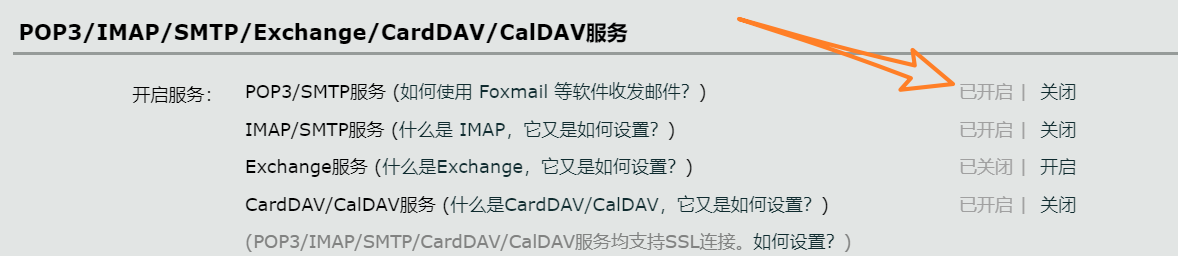 POP3/IMAP/SMTP/Exchange/CardDAV/CalDAV服务
开启服务： POP3/SMTP服务 (如何使用 Foxmail 等软件收发邮件？) 已开启 | 关闭
IMAP/SMTP服务 (什么是 IMAP，它又是如何设置？) 已开启 | 关闭
Exchange服务 (什么是Exchange，它又是如何设置？) 已关闭 | 开启
CardDAV/CalDAV服务 (什么是CardDAV/CalDAV，它又是如何设置？) 已开启 | 关闭
(POP3/IMAP/SMTP/CardDAV/CalDAV服务均支持SSL连接。如何设置？)